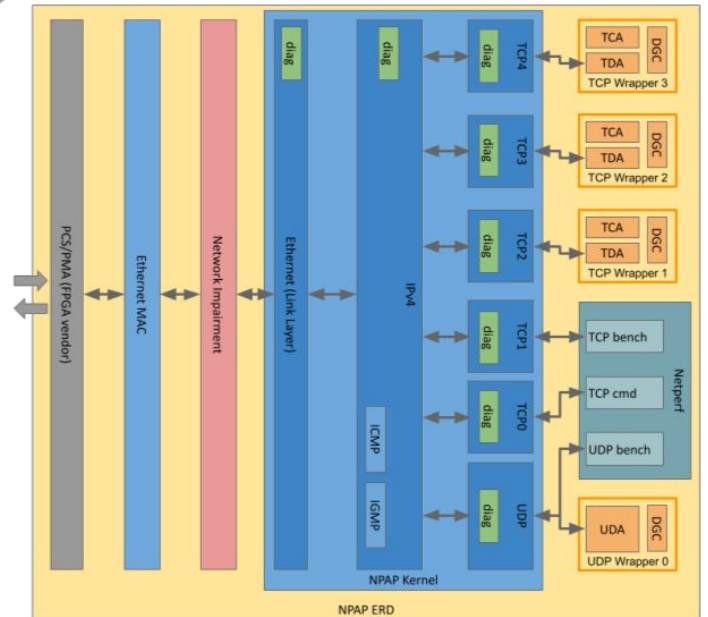 PCS/PMA (FPGA vendor)
Ethernet MAC
Network Impairment
diag
Ethernet (Link Layer)
diag
IPv4
ICMP
IGMP
TCP4
diag
TCP3
diag
TCP2
diag
TCP1
diag
TCP0
diag
UDP
diag
NPAP Kernel
TCA
TDA
DGC
TCP Wrapper 3
TCA
TDA
DGC
TCP Wrapper 2
TCA
TDA
DGC
TCP Wrapper 1
TCP bench
TCP cmd
UDP bench
Netperf
UDA
DGC
UDP Wrapper 0
NPAP ERD